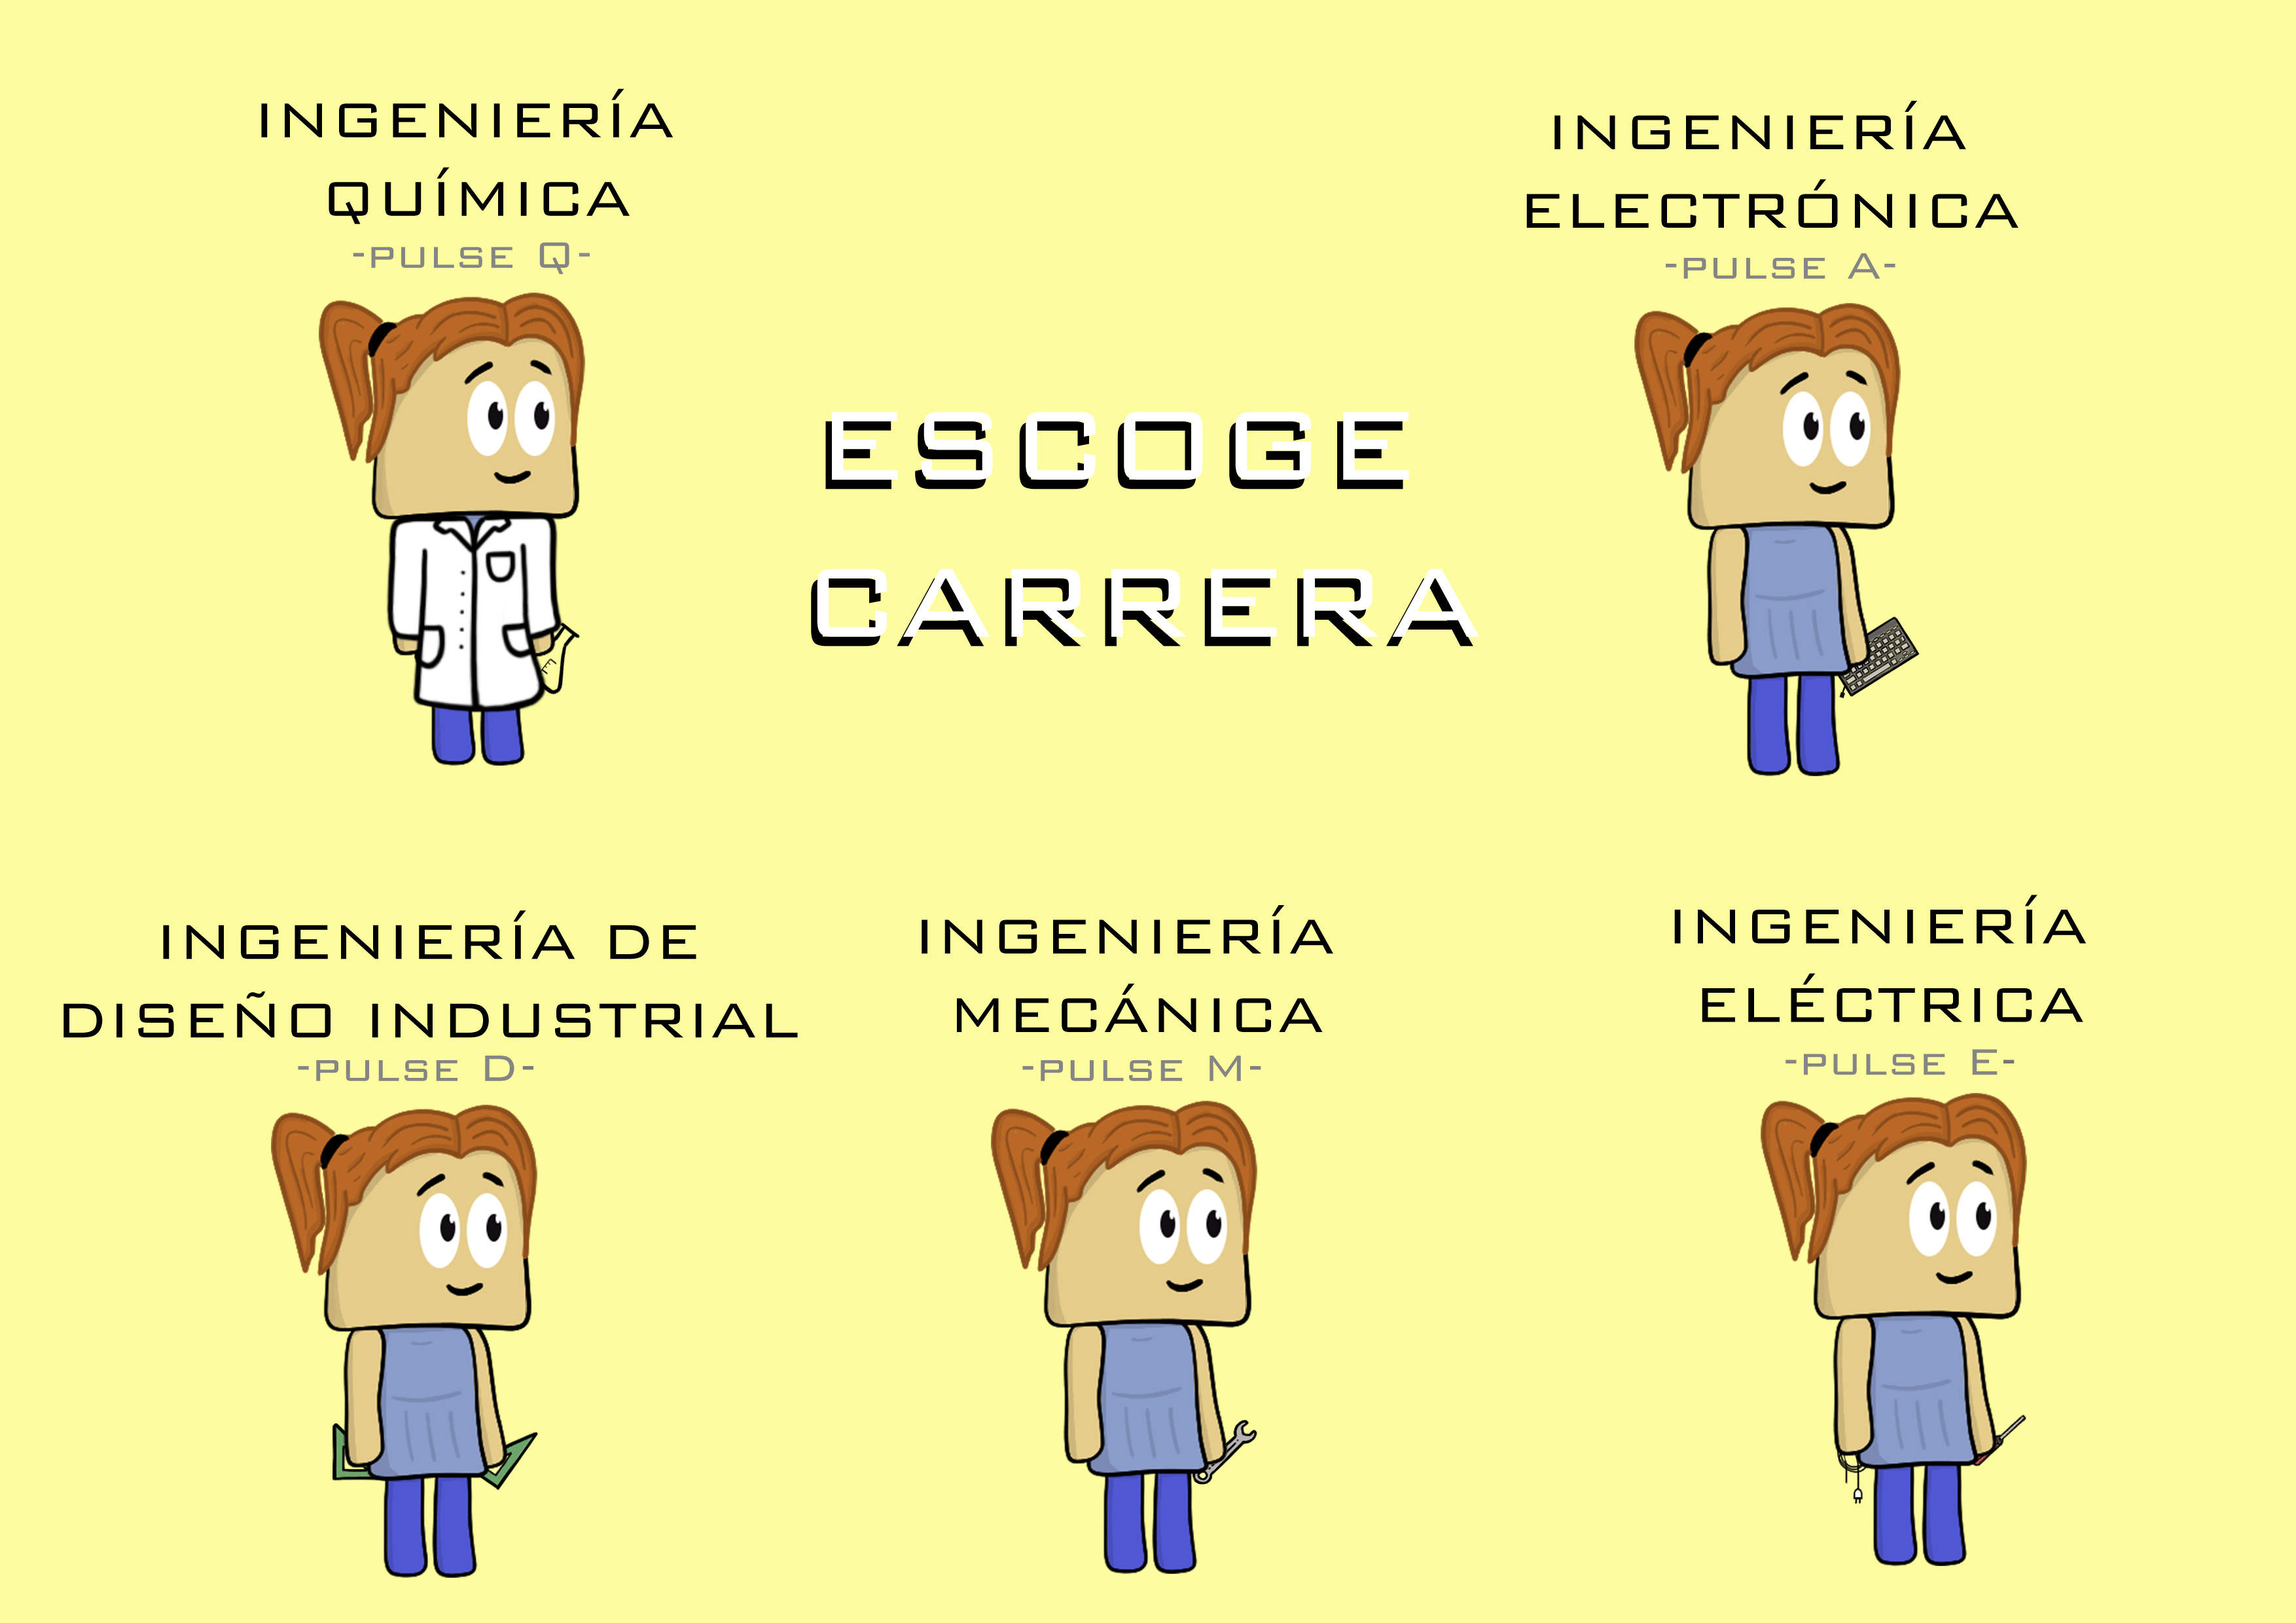 INGENIERÍA
QUÍMICA
-PULSE Q-
INGENIERÍA
ELECTRÓNICA
-PULSE A-
ESCOGE
CARRERA
INGENIERÍA DE
DISEÑO INDUSTRIAL
-PULSE D-
INGENIERÍA
MECÁNICA
-PULSE M-
INGENIERÍA
ELÉCTRICA
-PULSE E-